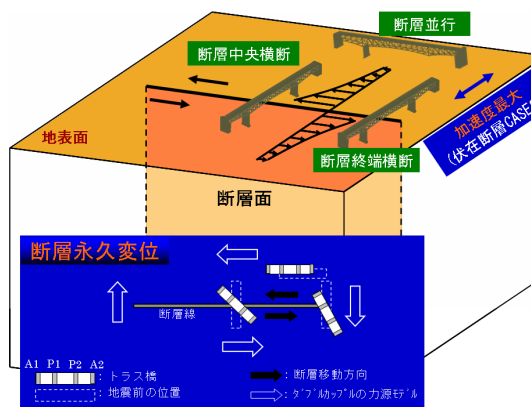 断層並行
断層中央横断
加速度最大
(伏在断層CASE)
地表面
断層終端横断
断層面
断層永久変位
断層線
A1 P1 P2 A2
：トラス橋
：地震前の位置
：断層移動方向
：ﾀﾞﾌﾞﾙｶｯﾌﾟﾙの力源モデル